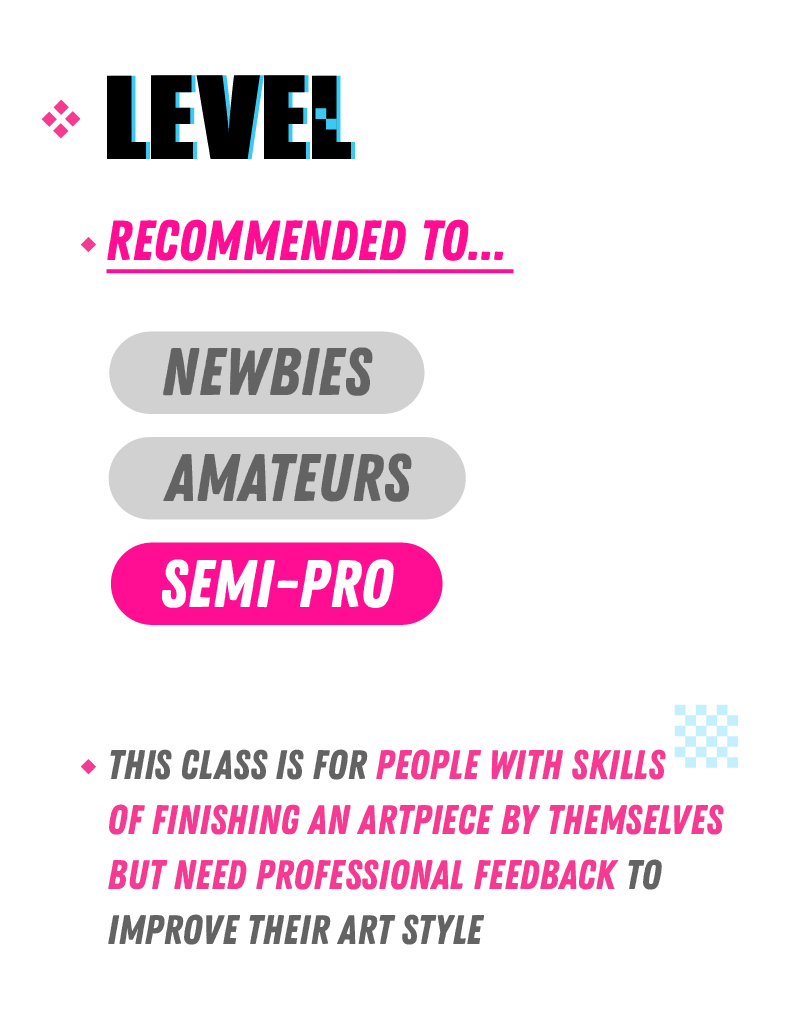 LEVEL
RECOMMENDED TO...
NEWBIES
AMATEURS
SEMI-PRO
THIS CLASS IS FOR PEOPLE WITH SKILLS
OF FINISHING AN ARTPIECE BY THEMSELVES
BUT NEED PROFESSIONAL FEEDBACK TO
IMPROVE THEIR ART STYLE